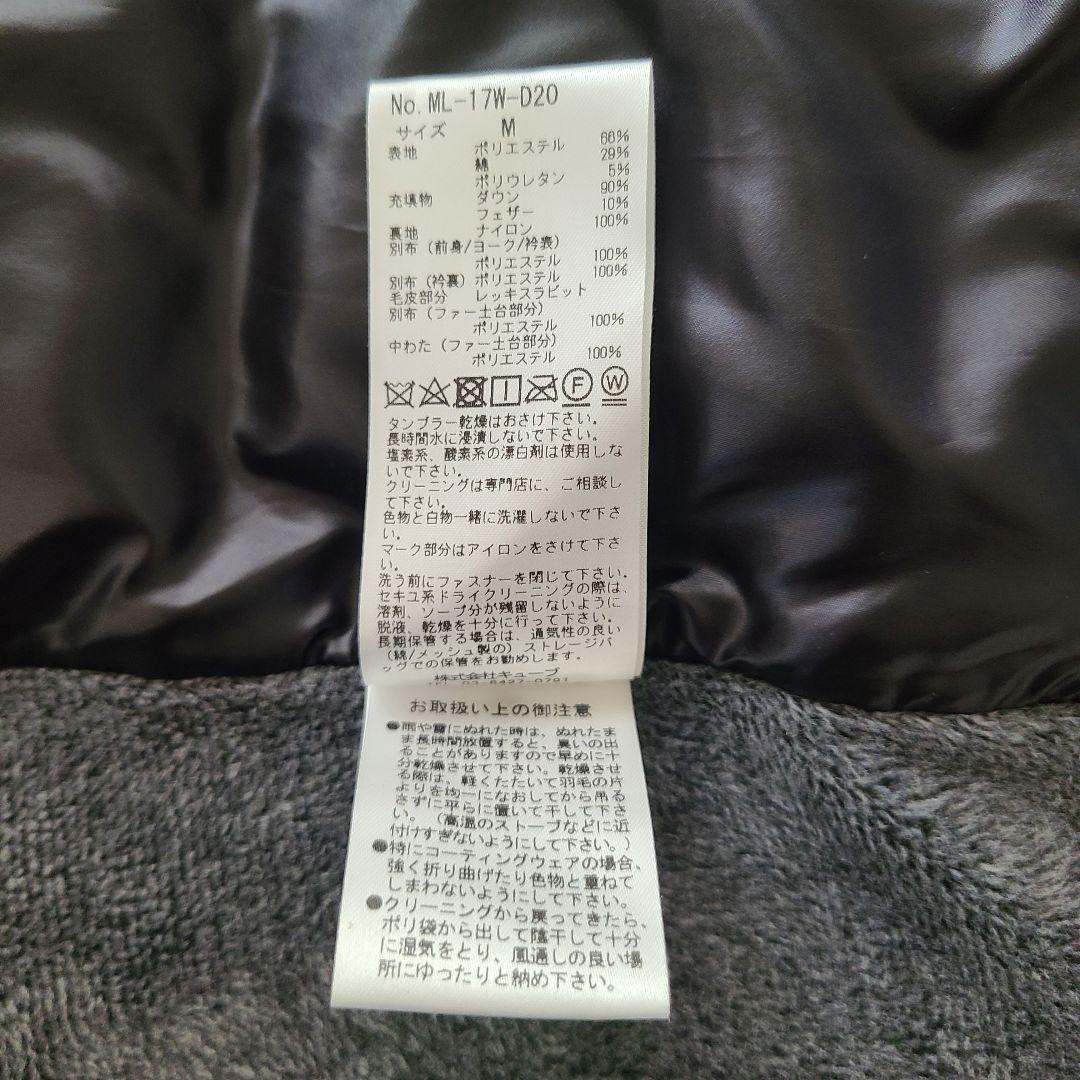 No. ML-17W-D20
サイズ M
表地 ポリエステル 66%
綿 29%
ポリウレタン 5%
充填物 ダウン 90%
フェザー 10%
裏地 ナイロン 100%
別布 (前身/ヨーク/衿表)
ポリエステル 100%
別布 (衿裏) ポリエステル 100%
毛皮部分 レッキスラビット
別布 (ファー土台部分)
ポリエステル 100%
中わた (ファー土台部分)
ポリエステル 100%
F W
タンブラー乾燥はおさけ下さい。
長時間水に浸漬しないで下さい。
塩素系、酸素系の漂白剤は使用しな
いで下さい。
クリーニングは専門店に、ご相談し
て下さい。
色物と白物一緒に洗濯しないで下さ
い。
マーク部分はアイロンをさけて下さ
い。
洗う前にファスナーを閉じて下さい。
セキユ系ドライクリーニングの際は、
溶剤、ソープ分が残留しないように
脱液、乾燥を十分に行って下さい。
長期保管する場合は、通気性の良い
(綿/メッシュ製の) ストレージバ
ッグでの保管をお勧めします。
株式会社キューブ
TEL 03-6427-0791
お取扱い上の御注意
●雨や雪にぬれた時は、ぬれたま
ま長時間放置すると、臭いの出
ることがありますので早めに十
分乾燥させて下さい。乾燥させ
る際は、軽くたたいて羽毛の片
よりを均一になおしてから吊る
さずに平らに置いて干して下さ
い。(高温のストーブなどに近
付けすぎないようにして下さい。)
●特にコーティングウェアの場合、
強く折り曲げたり色物と重ねて
しまわないようにして下さい。
●クリーニングから戻ってきたら、
ポリ袋から出して陰干して十分
に湿気をとり、風通しの良い場
所にゆったりと納め下さい。